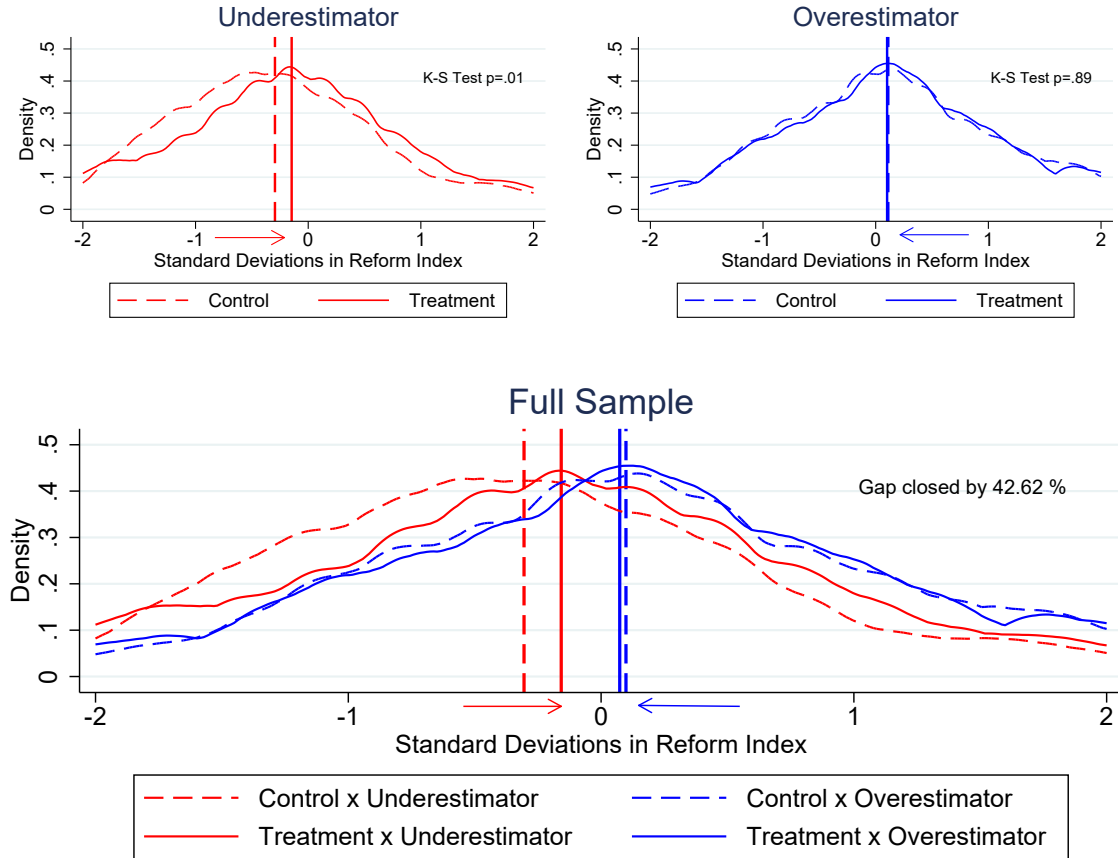 Underestimator
.5
.4
.3
.2
.1
0
Density
K-S Test p=.01
-2 -1 0 1 2
Standard Deviations in Reform Index
Control Treatment
Overestimator
.5
.4
.3
.2
.1
0
Density
K-S Test p=.89
-2 -1 0 1 2
Standard Deviations in Reform Index
Control Treatment
Full Sample
.5
.4
.3
.2
.1
0
Density
Gap closed by 42.62 %
-2 -1 0 1 2
Standard Deviations in Reform Index
Control x Underestimator Control x Overestimator
Treatment x Underestimator Treatment x Overestimator